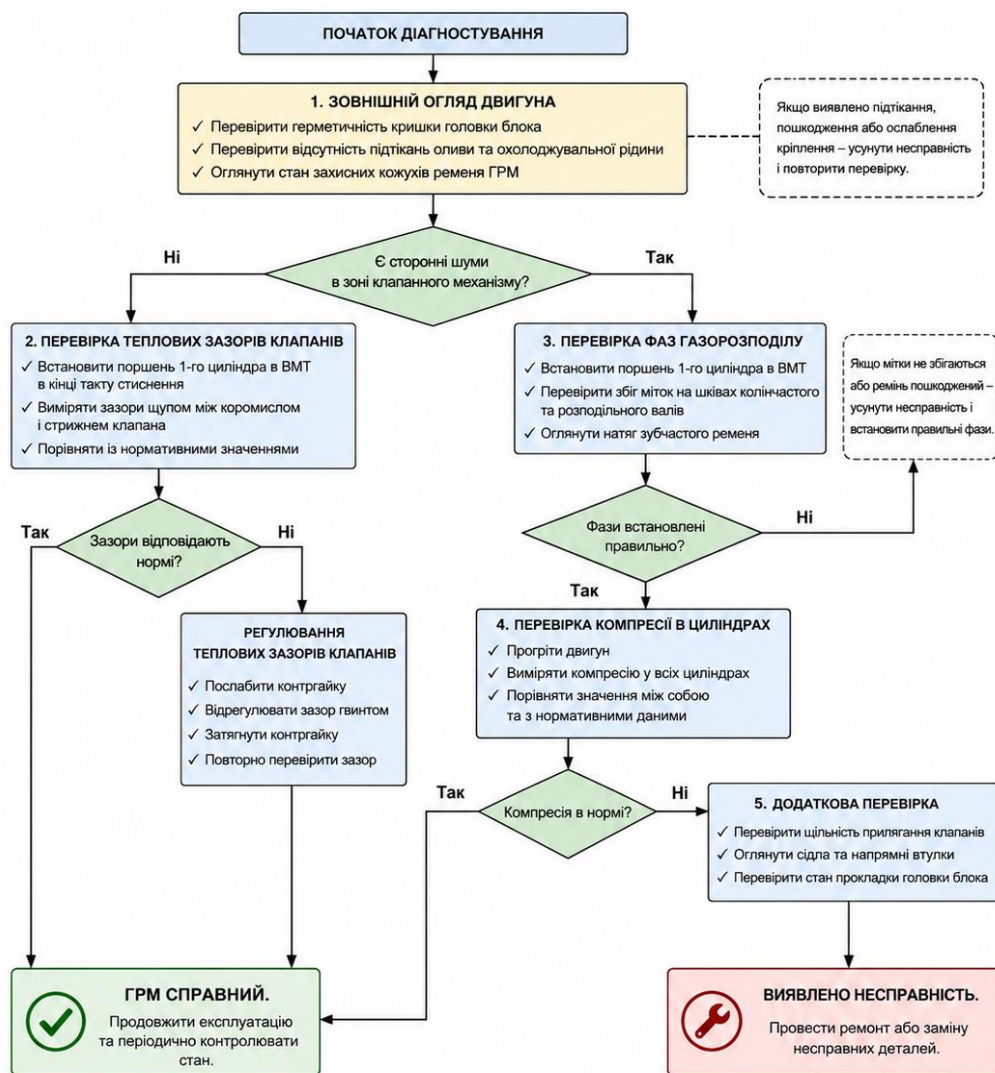 ПОЧАТОК ДІАГНОСТУВАННЯ
1. ЗОВНІШНІЙ ОГЛЯД ДВИГУНА
✓ Перевірити герметичність кришки головки блока
✓ Перевірити відсутність підтікань оливи та охолоджувальної рідини
✓ Оглянути стан захисних кожухів ременя ГРМ
Якщо виявлено підтікання,
пошкодження або ослаблення
кріплення – усунути несправність
і повторити перевірку.
Є сторонні шуми
в зоні клапанного механізму?
Ні
Так
2. ПЕРЕВІРКА ТЕПЛОВИХ ЗАЗОРІВ КЛАПАНІВ
✓ Встановити поршень 1-го циліндра в ВМТ
в кінці такту стиснення
✓ Виміряти зазори щупом між коромислом
і стрижнем клапана
✓ Порівняти із нормативними значеннями
3. ПЕРЕВІРКА ФАЗ ГАЗОРОЗПОДІЛУ
✓ Встановити поршень 1-го циліндра в ВМТ
✓ Перевірити збіг міток на шківах колінчастого
та розподільного валів
✓ Оглянути натяг зубчастого ременя
Якщо мітки не збігаються
або ремінь пошкоджений –
усунути несправність і
встановити правильні фази.
Зазори відповідають
нормі?
Так
Ні
Фази встановлені
правильно?
Ні
Так
РЕГУЛЮВАННЯ
ТЕПЛОВИХ ЗАЗОРІВ КЛАПАНІВ
✓ Послабити контргайку
✓ Відрегулювати зазор гвинтом
✓ Затягнути контргайку
✓ Повторно перевірити зазор
4. ПЕРЕВІРКА КОМПРЕСІЇ В ЦИЛІНДРАХ
✓ Прогріти двигун
✓ Виміряти компресію у всіх циліндрах
✓ Порівняти значення між собою
та з нормативними даними
Компресія в нормі?
Так
Ні
5. ДОДАТКОВА ПЕРЕВІРКА
✓ Перевірити щільність прилягання клапанів
✓ Оглянути сідла та напрямні втулки
✓ Перевірити стан прокладки головки блока
ГРМ СПРАВНИЙ.
Продовжити експлуатацію
та періодично контролювати
стан.
ВИЯВЛЕНО НЕСПРАВНІСТЬ.
Провести ремонт або заміну
несправних деталей.